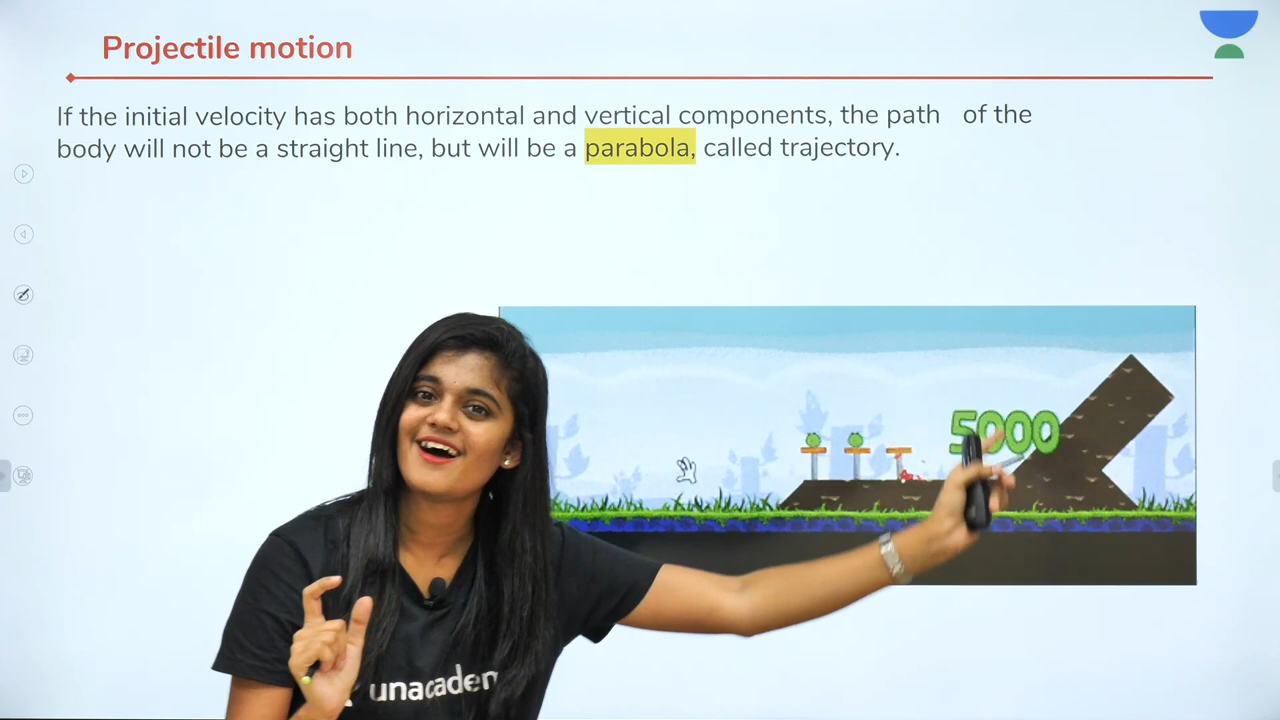 Projectile motion
If the initial velocity has both horizontal and vertical components, the path of the
body will not be a straight line, but will be a parabola, called trajectory.
5000
unacadem